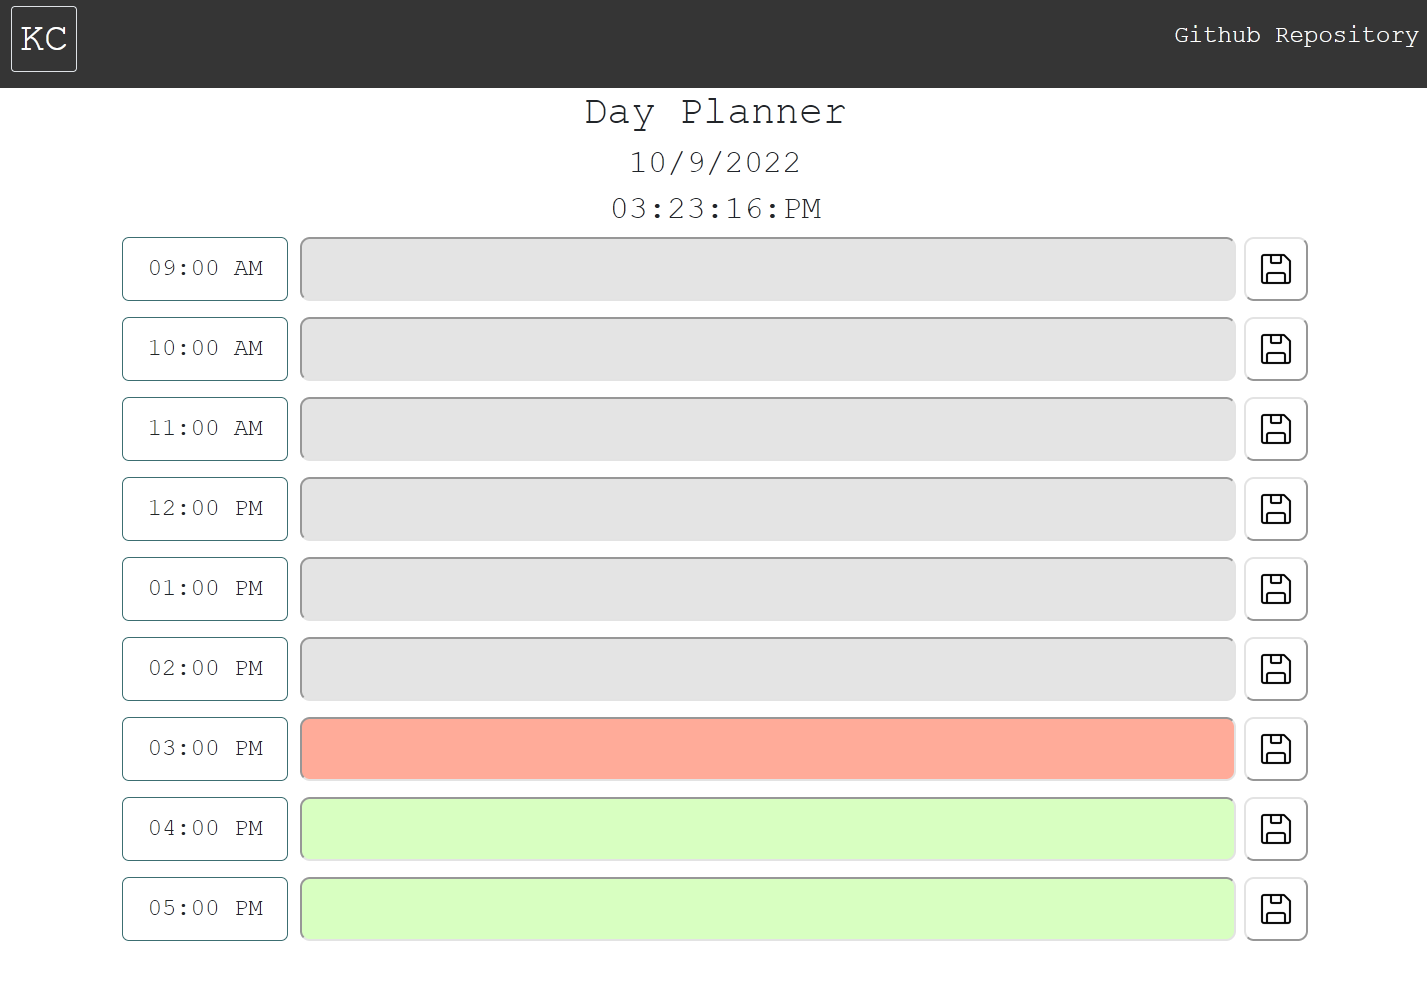 KC
Github Repository
Day Planner
10/9/2022
03:23:16:PM
09:00 AM
10:00 AM
11:00 AM
12:00 PM
01:00 PM
02:00 PM
03:00 PM
04:00 PM
05:00 PM